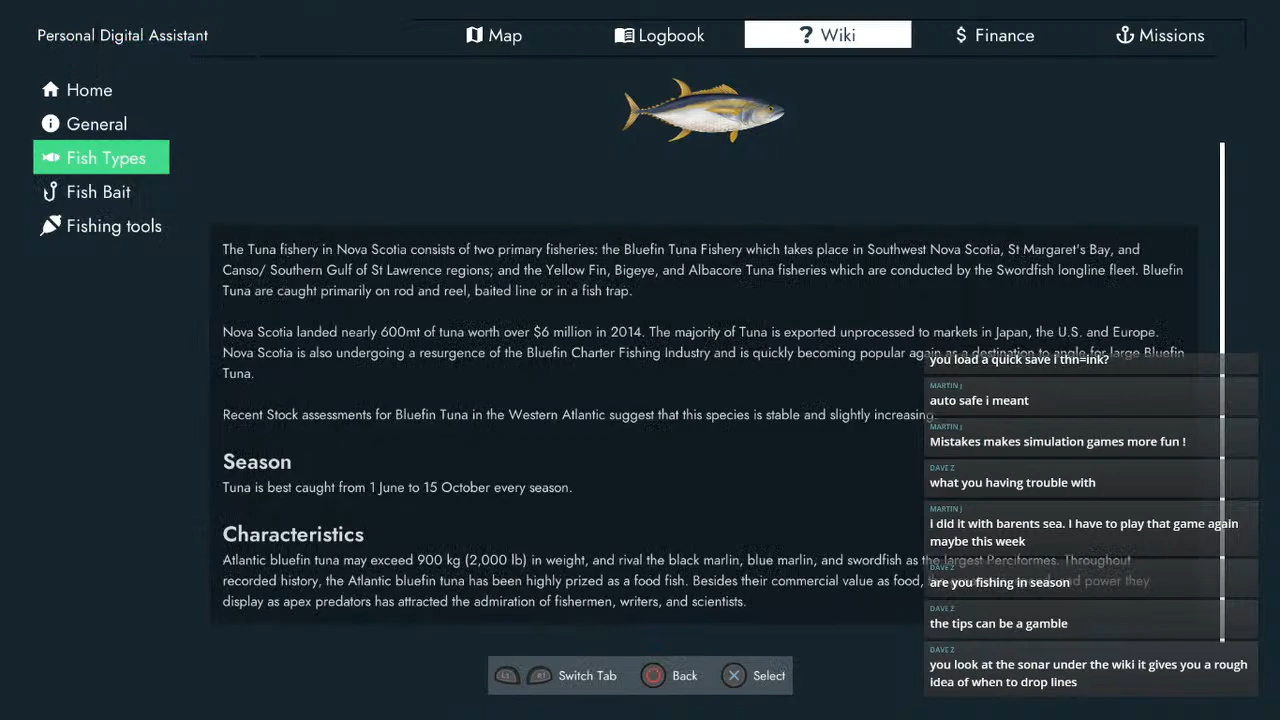 Personal Digital Assistant
Map
Logbook
? Wiki
$ Finance
Missions
Home
General
Fish Types
Fish Bait
Fishing tools
The Tuna fishery in Nova Scotia consists of two primary fisheries: the Bluefin Tuna Fishery which takes place in Southwest Nova Scotia, St Margaret's Bay, and
Canso/ Southern Gulf of St Lawrence regions; and the Yellow Fin, Bigeye, and Albacore Tuna fisheries which are conducted by the Swordfish longline fleet. Bluefin
Tuna are caught primarily on rod and reel, baited line or in a fish trap.
Nova Scotia landed nearly 600mt of tuna worth over $6 million in 2014. The majority of Tuna is exported unprocessed to markets in Japan, the U.S. and Europe.
Nova Scotia is also undergoing a resurgence of the Bluefin Charter Fishing Industry and is quickly becoming popular again as a destination to angle for large Bluefin
Tuna.
Recent Stock assessments for Bluefin Tuna in the Western Atlantic suggest that this species is stable and slightly increasing.
Season
Tuna is best caught from 1 June to 15 October every season.
Characteristics
Atlantic bluefin tuna may exceed 900 kg (2,000 lb) in weight, and rival the black marlin, blue marlin, and swordfish as the largest Perciformes. Throughout
recorded history, the Atlantic bluefin tuna has been highly prized as a food fish. Besides their commercial value as food, and power they
display as apex predators has attracted the admiration of fishermen, writers, and scientists.
you load a quick save i thn=ink?
MARTIN J
auto safe i meant
MARTIN J
Mistakes makes simulation games more fun !
DAVE Z
what you having trouble with
MARTIN J
I did it with barents sea. I have to play that game again
maybe this week
DAVE Z
are you fishing in season
DAVE Z
the tips can be a gamble
DAVE Z
you look at the sonar under the wiki it gives you a rough
idea of when to drop lines
L1 R1 Switch Tab
Back
Select